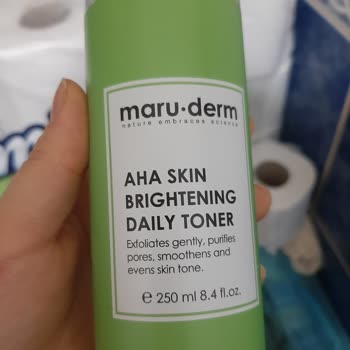 maru·derm
nature embraces science
AHA SKIN
BRIGHTENING
DAILY TONER
Exfoliates gently, purifies
pores, smoothens and
evens skin tone.
℮ 250 ml 8.4 fl.oz.